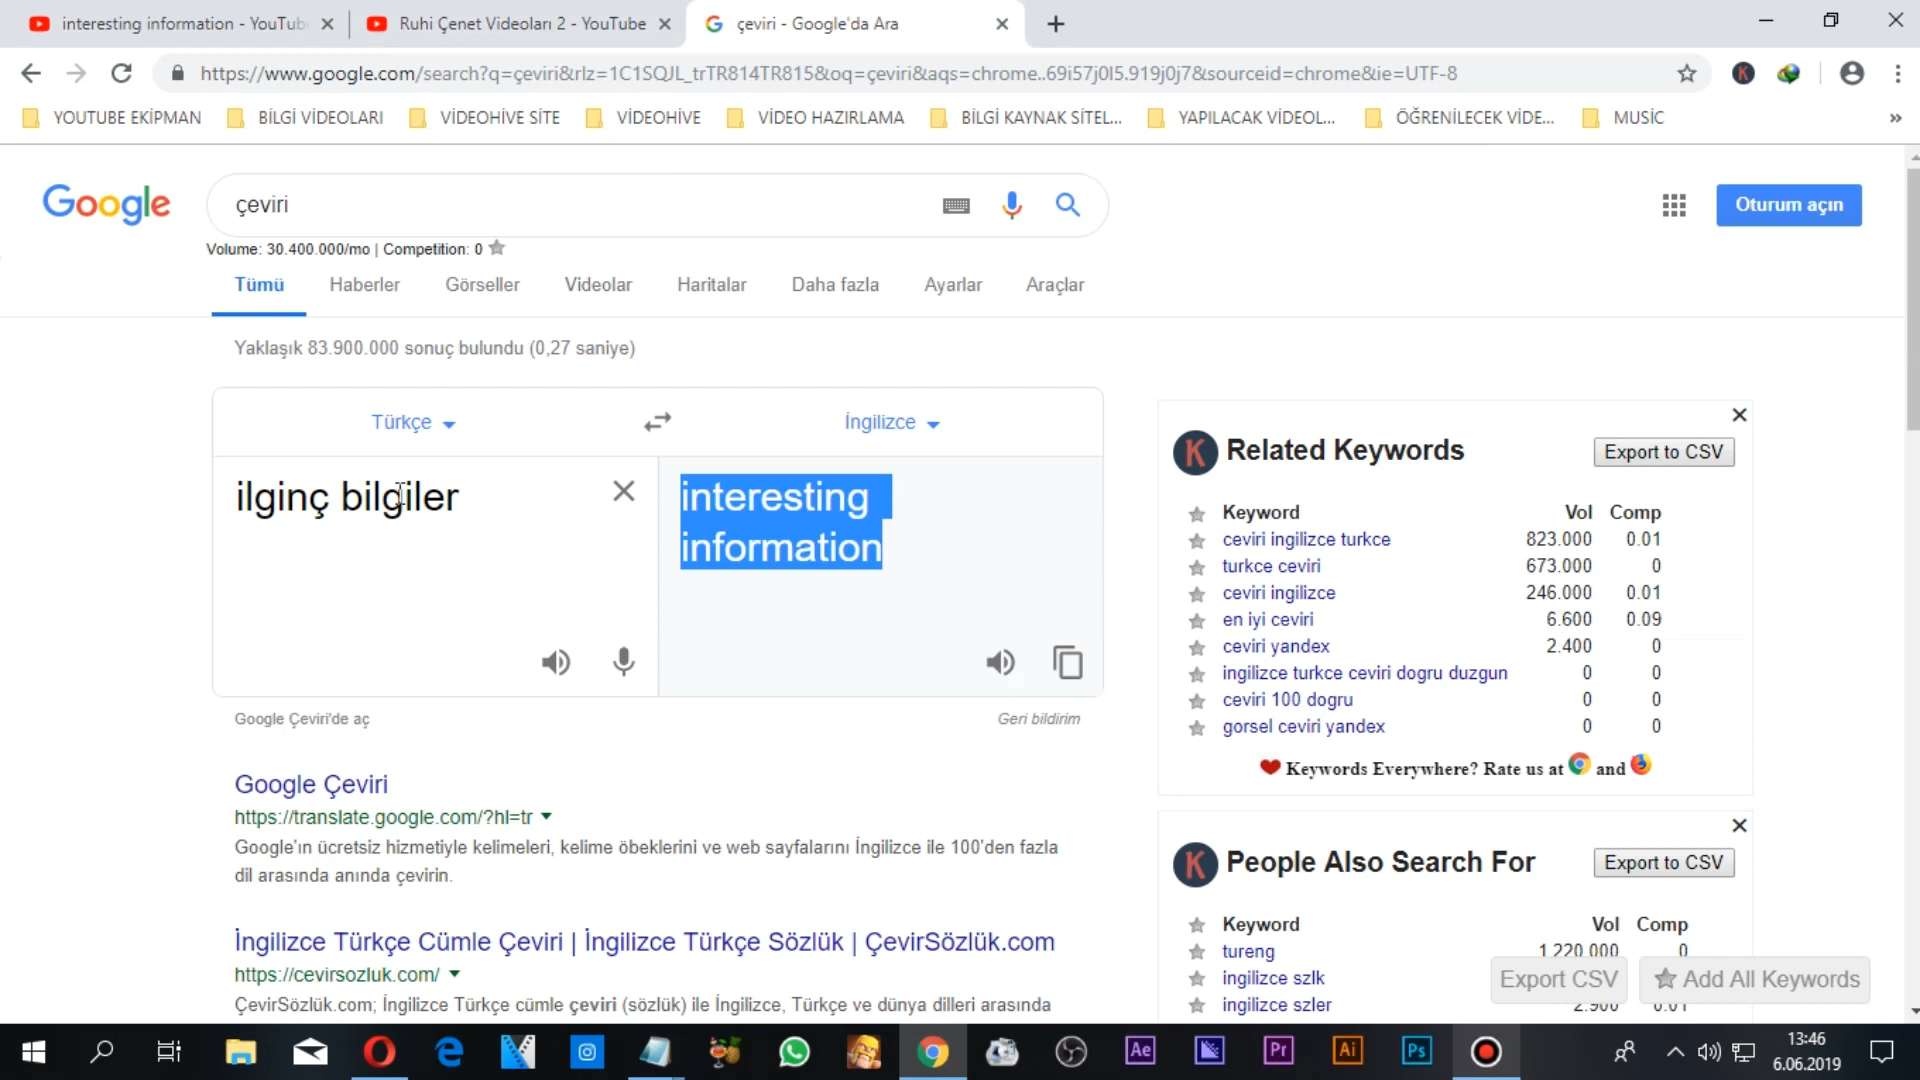 interesting information - YouTub
Ruhi Çenet Videoları 2 - YouTube
çeviri - Google'da Ara
https://www.google.com/search?q=çeviri&rlz=1C1SQJL_trTR814TR815&oq=çeviri&aqs=chrome..69i57j0l5.919j0j7&sourceid=chrome&ie=UTF-8
YOUTUBE EKİPMAN
BİLGİ VİDEOLARI
VİDEOHİVE SİTE
VİDEOHİVE
VİDEO HAZIRLAMA
BİLGİ KAYNAK SİTEL...
YAPILACAK VİDEOL...
ÖĞRENİLECEK VİDE...
MUSİC
Google
çeviri
Oturum açın
Volume: 30.400.000/mo | Competition: 0
Tümü
Haberler
Görseller
Videolar
Haritalar
Daha fazla
Ayarlar
Araçlar
Yaklaşık 83.900.000 sonuç bulundu (0,27 saniye)
Türkçe
İngilizce
ilginç bilgiler
interesting
information
Google Çeviri'de aç
Geri bildirim
Google Çeviri
https://translate.google.com/?hl=tr
Google'ın ücretsiz hizmetiyle kelimeleri, kelime öbeklerini ve web sayfalarını İngilizce ile 100'den fazla
dil arasında anında çevirin.
İngilizce Türkçe Cümle Çeviri | İngilizce Türkçe Sözlük | ÇevirSözlük.com
https://cevirsozluk.com/
ÇevirSözlük.com; İngilizce Türkçe cümle çeviri (sözlük) ile İngilizce, Türkçe ve dünya dilleri arasında
K
Related Keywords
Export to CSV
Keyword Vol Comp
ceviri ingilizce turkce 823.000 0.01
turkce ceviri 673.000 0
ceviri ingilizce 246.000 0.01
en iyi ceviri 6.600 0.09
ceviri yandex 2.400 0
ingilizce turkce ceviri dogru duzgun 0 0
ceviri 100 dogru 0 0
gorsel ceviri yandex 0 0
Keywords Everywhere? Rate us at and
K
People Also Search For
Export to CSV
Keyword Vol Comp
tureng 1.220.000 0
ingilizce szlk
ingilizce szler 2.900 0.01
Export CSV
Add All Keywords
Ae
Pr
Ai
Ps
13:46
6.06.2019